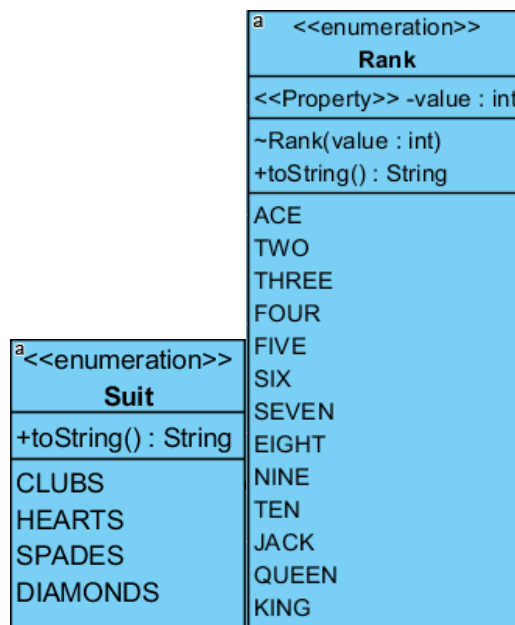 a
<<enumeration>>
Rank
<<Property>> -value : int
~Rank(value : int)
+toString() : String
ACE
TWO
THREE
FOUR
FIVE
SIX
SEVEN
EIGHT
NINE
TEN
JACK
QUEEN
KING
a
<<enumeration>>
Suit
+toString() : String
CLUBS
HEARTS
SPADES
DIAMONDS